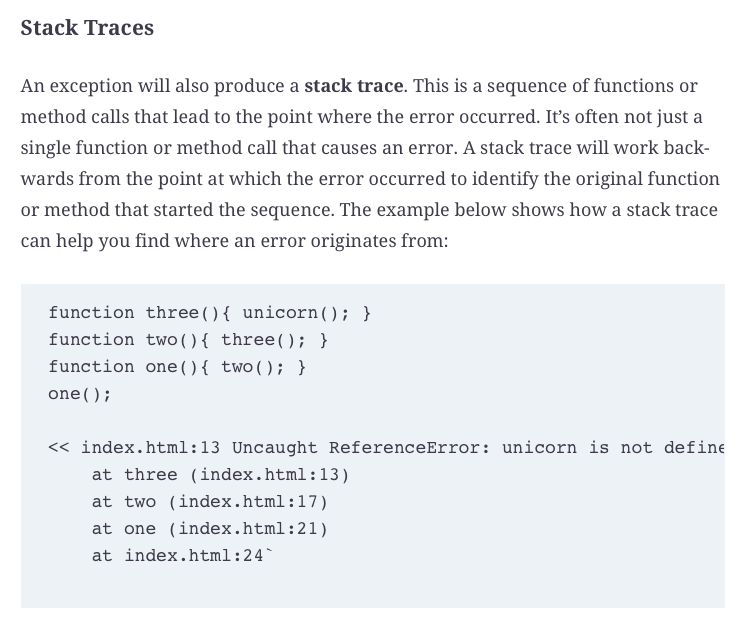 Stack Traces
An exception will also produce a stack trace. This is a sequence of functions or
method calls that lead to the point where the error occurred. It’s often not just a
single function or method call that causes an error. A stack trace will work back-
wards from the point at which the error occurred to identify the original function
or method that started the sequence. The example below shows how a stack trace
can help you find where an error originates from:
function three(){ unicorn(); }
function two(){ three(); }
function one(){ two(); }
one();
<< index.html:13 Uncaught ReferenceError: unicorn is not define
    at three (index.html:13)
    at two (index.html:17)
    at one (index.html:21)
    at index.html:24`